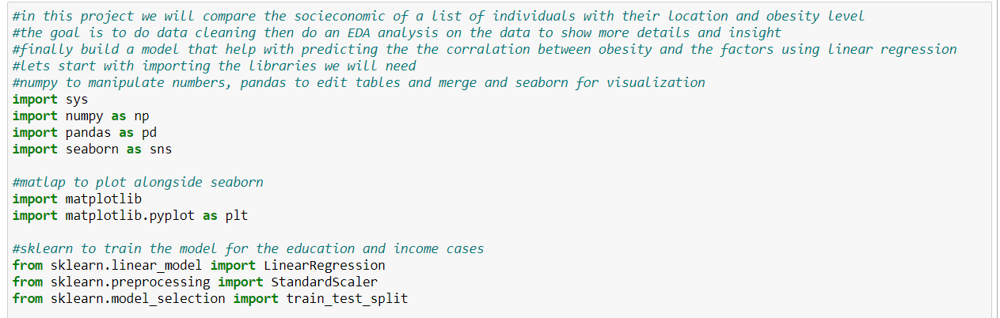 #in this project we will compare the socieconomic of a list of individuals with their location and obesity level
#the goal is to do data cleaning then do an EDA analysis on the data to show more details and insight
#finally build a model that help with predicting the the corralation between obesity and the factors using linear regression
#lets start with importing the libraries we will need
#numpy to manipulate numbers, pandas to edit tables and merge and seaborn for visualization
import sys
import numpy as np
import pandas as pd
import seaborn as sns
#matlap to plot alongside seaborn
import matplotlib
import matplotlib.pyplot as plt
#sklearn to train the model for the education and income cases
from sklearn.linear_model import LinearRegression
from sklearn.preprocessing import StandardScaler
from sklearn.model_selection import train_test_split